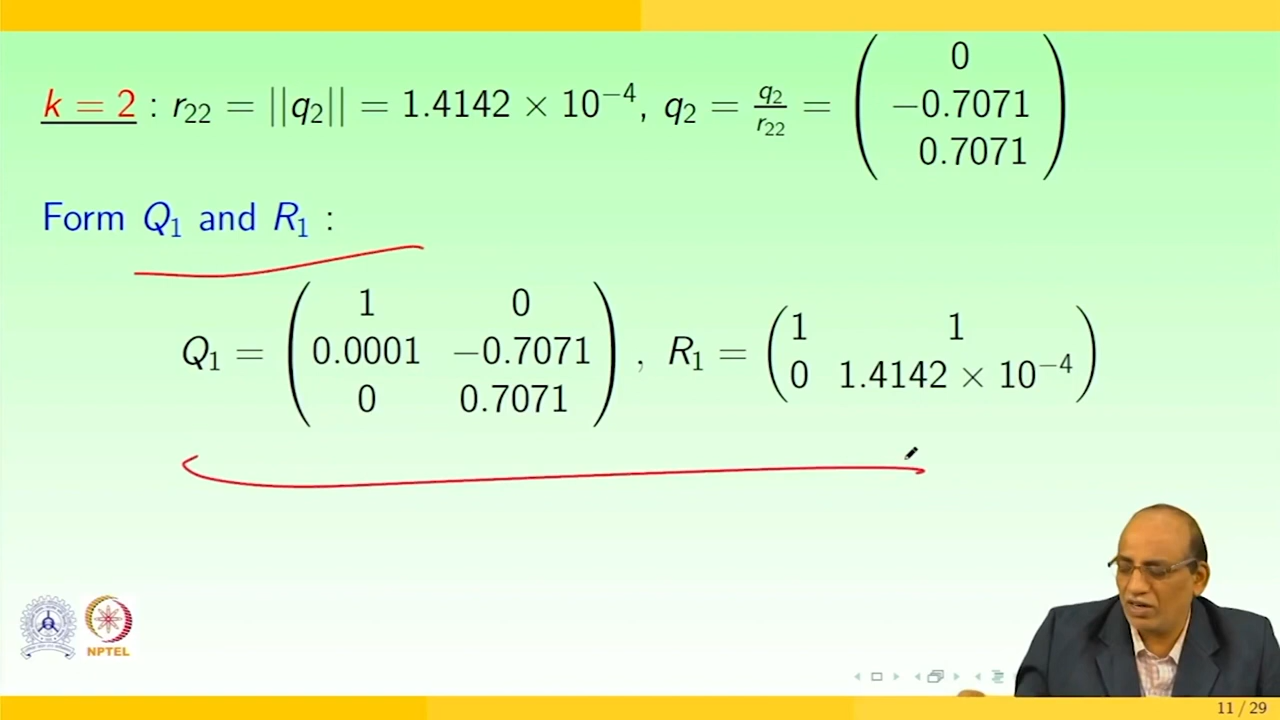 k = 2 : r₂₂ = ||q₂|| = 1.4142 × 10⁻⁴, q₂ = q₂/r₂₂ = ( 0 −0.7071 0.7071 )
Form Q₁ and R₁ :
Q₁ = ( 1 0 0.0001 −0.7071 0 0.7071 ) , R₁ = ( 1 1 0 1.4142 × 10⁻⁴ )
NPTEL
11 / 29